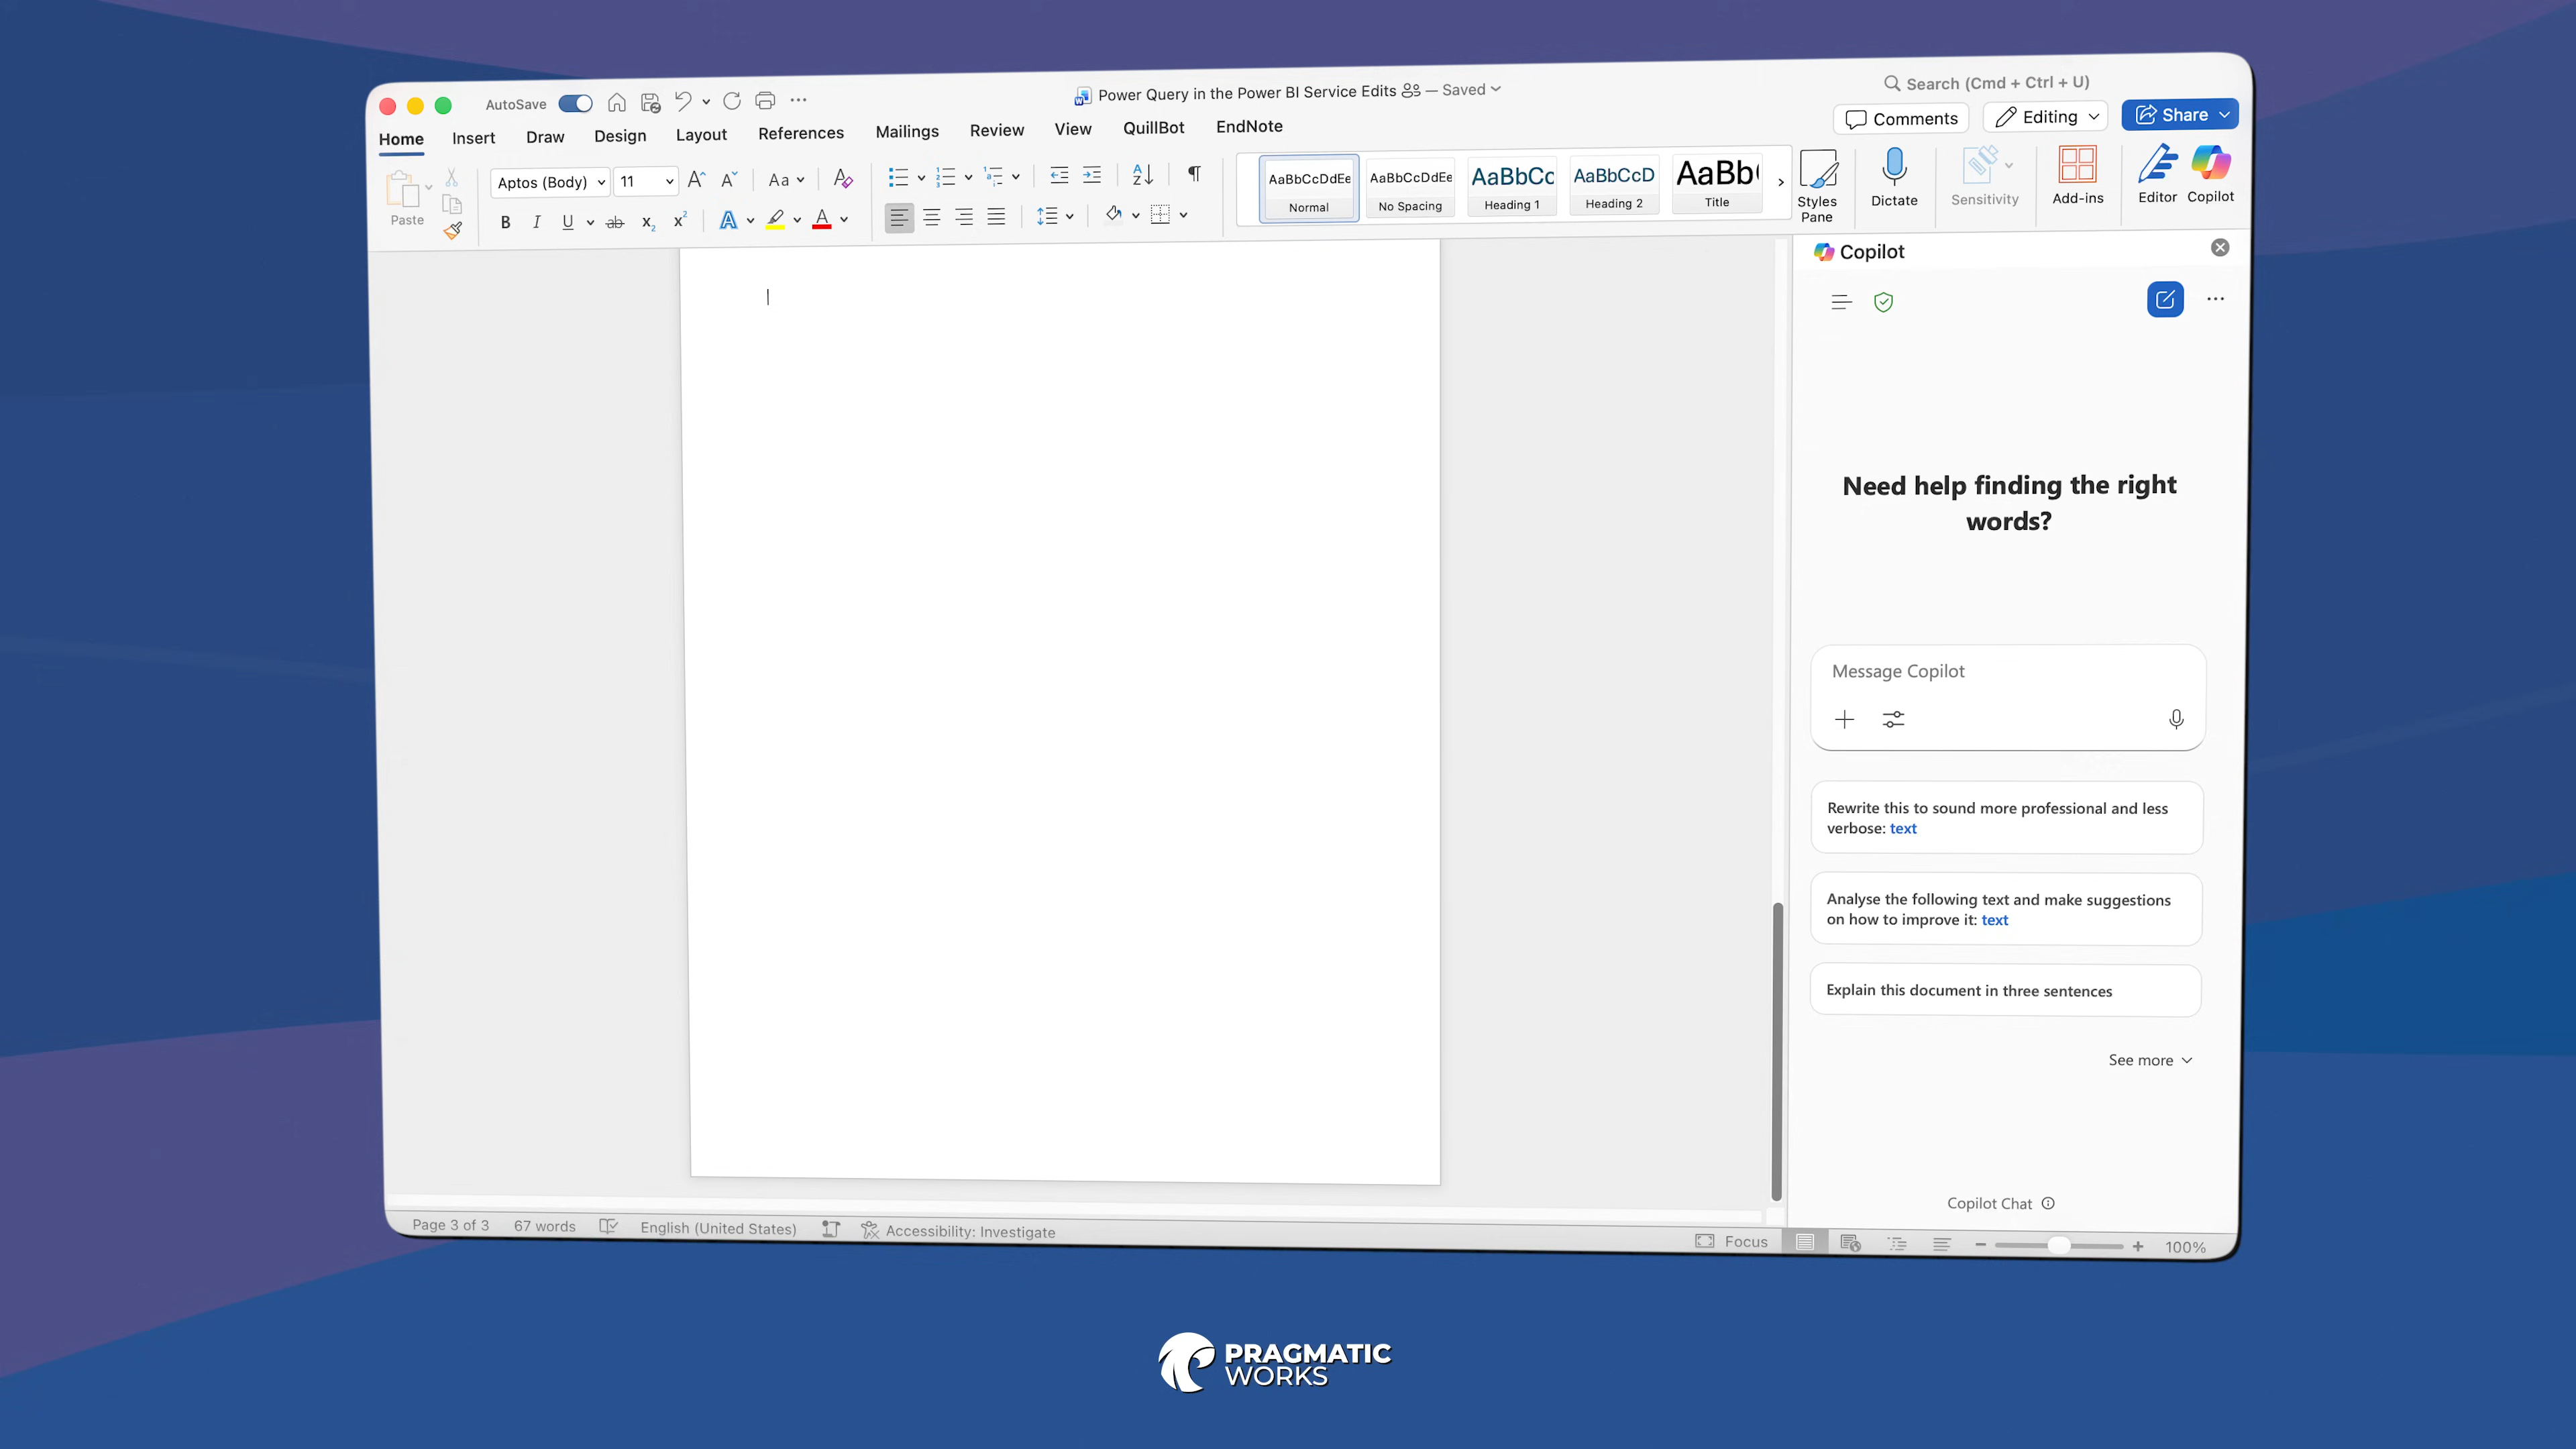 AutoSave
Power Query in the Power BI Service Edits — Saved
Search (Cmd + Ctrl + U)
Home Insert Draw Design Layout References Mailings Review View QuillBot EndNote
Comments Editing Share
Paste
Aptos (Body) 11 Aa
B I U ab x₂ x² A A
AaBbCcDdEe AaBbCcDdEe AaBbCc AaBbCcD AaBb
Normal No Spacing Heading 1 Heading 2 Title
Styles Pane
Dictate
Sensitivity
Add-ins
Editor
Copilot
Copilot
Need help finding the right
words?
Message Copilot
Rewrite this to sound more professional and less
verbose: text
Analyse the following text and make suggestions
on how to improve it: text
Explain this document in three sentences
See more
Copilot Chat
Page 3 of 3 67 words English (United States) Accessibility: Investigate Focus 100%
PRAGMATIC
WORKS